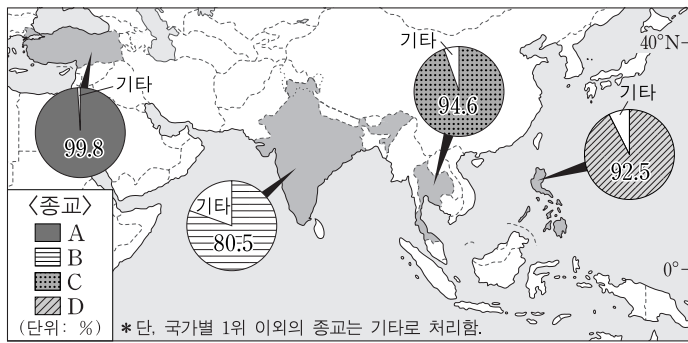 기타
40°N
기타
기타
94.6
99.8
92.5
기타
〈종교〉
80.5
A
B
C
D
0°
(단위: %)
*단, 국가별 1위 이외의 종교는 기타로 처리함.